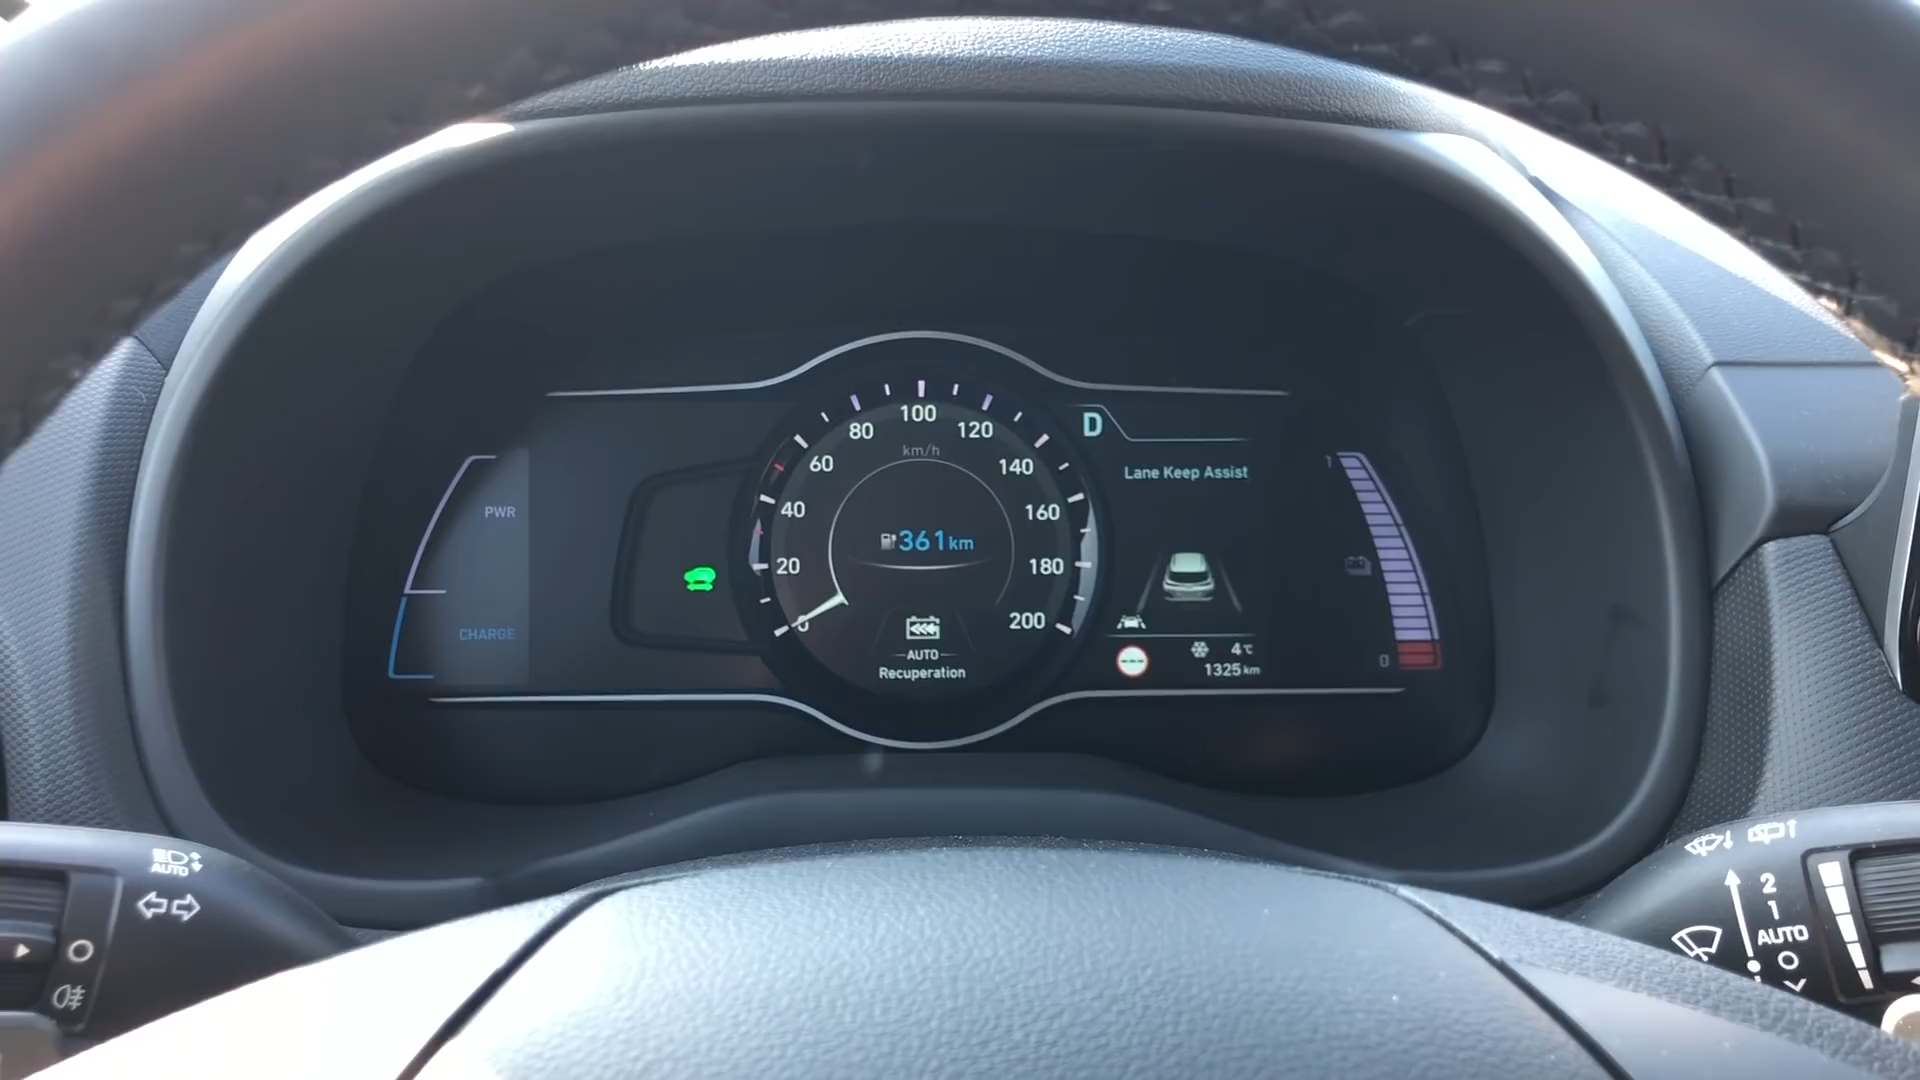 100
80
120
km/h
60
140
40
160
20
180
0
200
361 km
AUTO
Recuperation
PWR
CHARGE
D
Lane Keep Assist
4°C
1325 km
1
0
AUTO
2
1
AUTO
O